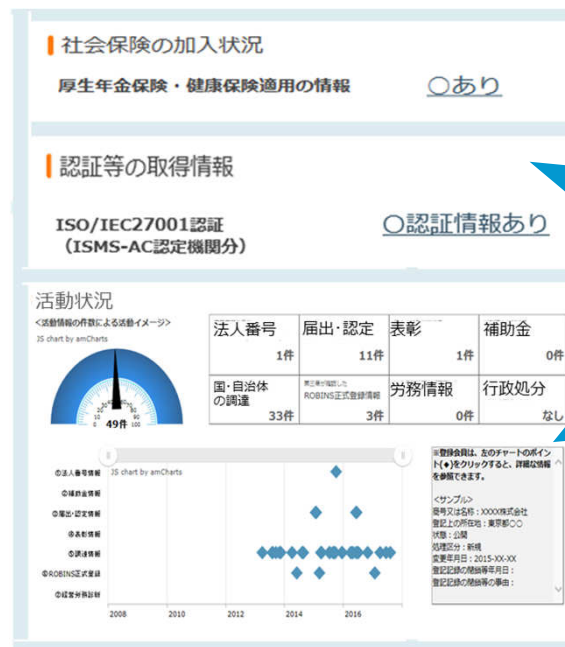 社会保険の加入状況
厚生年金保険・健康保険適用の情報 〇あり
認証等の取得情報
ISO/IEC27001認証 〇認証情報あり
（ISMS-AC認定機関分）
活動状況
<活動情報の件数による活動イメージ>
JS chart by amCharts
49件
0
100
法人番号 届出・認定 表彰 補助金
1件 11件 1件 0件
国・自治体の調達
第三者が確認した
ROBINS正式登録情報 労務情報 行政処分
33件 3件 0件 なし
JS chart by amCharts
①法人番号情報
②補助金情報
③届出・認定情報
④表彰情報
⑤調達情報
⑥ROBINS正式登録
⑦経営労務診断
2008 2010 2012 2014 2016
※登録会員は、左のチャートのポイン
ト(◆)をクリックすると、詳細な情報
を参照できます。
<サンプル>
商号又は名称：XXXX株式会社
登記上の所在地：東京都〇〇
状態：公開
処理区分：新規
変更年月日：2015-XX-XX
登記記録の閉鎖等年月日：
登記記録の閉鎖等の事由：